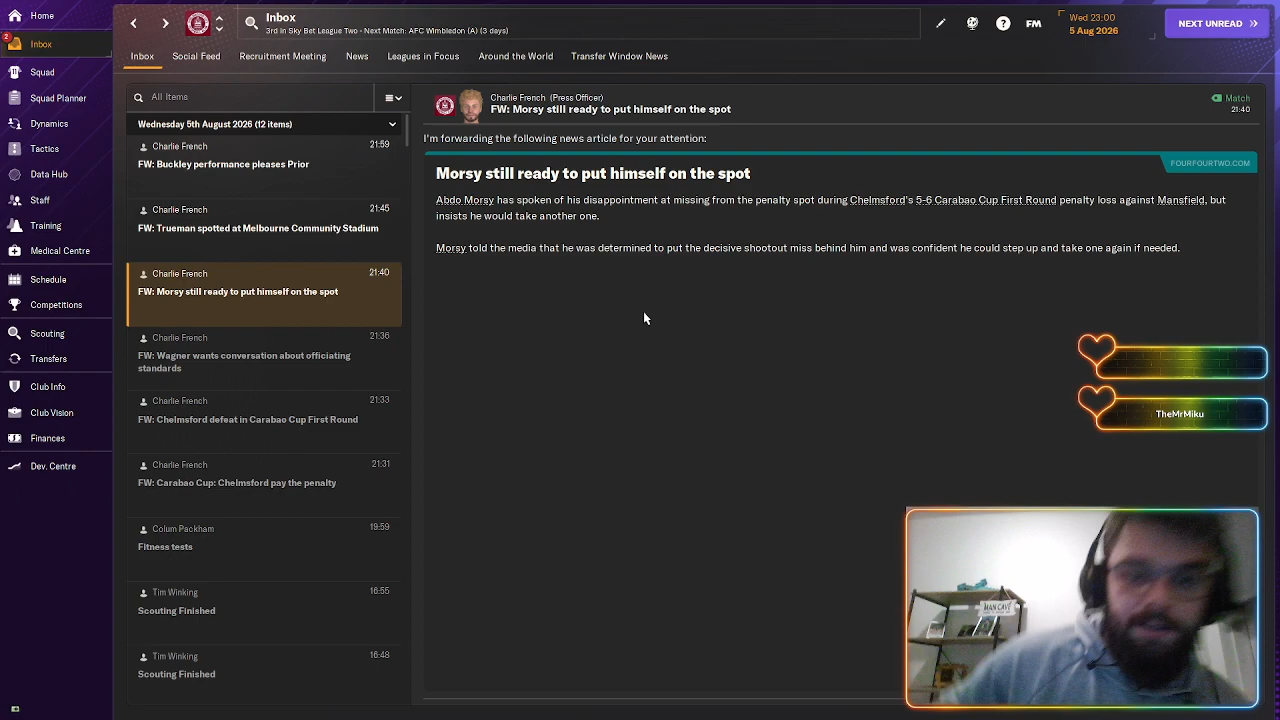 Home
2
Inbox
Squad
Squad Planner
Dynamics
Tactics
Data Hub
Staff
Training
Medical Centre
Schedule
Competitions
Scouting
Transfers
Club Info
Club Vision
Finances
Dev. Centre
Inbox
3rd In Sky Bet League Two - Next Match: AFC Wimbledon (A) (3 days)
FM
Wed 23:00
5 Aug 2026
NEXT UNREAD
Inbox
Social Feed
Recruitment Meeting
News
Leagues in Focus
Around the World
Transfer Window News
All Items
Wednesday 5th August 2026 (12 items)
Charlie French 21:59
FW: Buckley performance pleases Prior
Charlie French 21:45
FW: Trueman spotted at Melbourne Community Stadium
Charlie French 21:40
FW: Morsy still ready to put himself on the spot
Charlie French 21:36
FW: Wagner wants conversation about officiating
standards
Charlie French 21:33
FW: Chelmsford defeat in Carabao Cup First Round
Charlie French 21:31
FW: Carabao Cup: Chelmsford pay the penalty
Colum Packham 19:59
Fitness tests
Tim Winking 16:55
Scouting Finished
Tim Winking 16:48
Scouting Finished
Charlie French (Press Officer)
FW: Morsy still ready to put himself on the spot
Match
21:40
I'm forwarding the following news article for your attention:
FOURFOURTWO.COM
Morsy still ready to put himself on the spot
Abdo Morsy has spoken of his disappointment at missing from the penalty spot during Chelmsford's 5-6 Carabao Cup First Round penalty loss against Mansfield, but
insists he would take another one.
Morsy told the media that he was determined to put the decisive shootout miss behind him and was confident he could step up and take one again if needed.
TheMrMiku
MAN CAVE